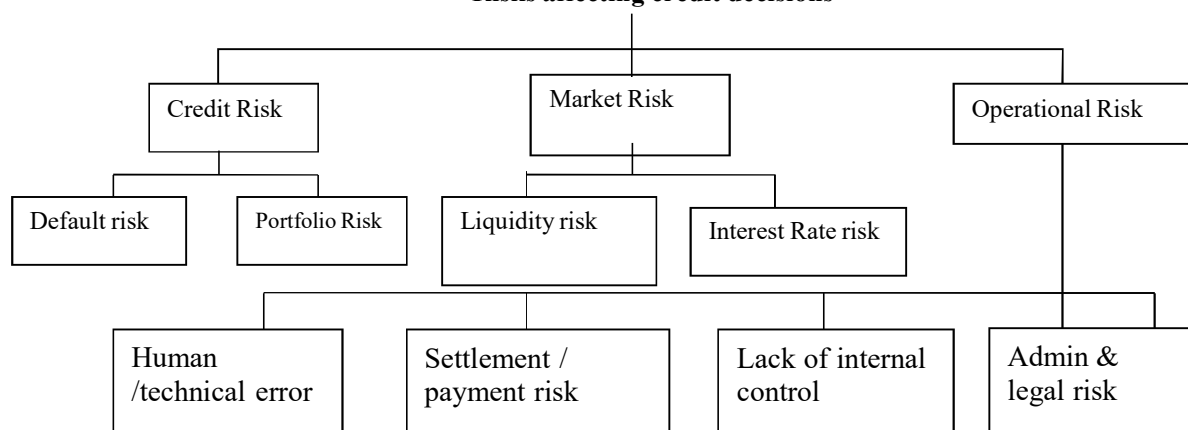 Risks affecting credit decisions
Credit Risk
Market Risk
Operational Risk
Default risk
Portfolio Risk
Liquidity risk
Interest Rate risk
Human
/technical error
Settlement /
payment risk
Lack of internal
control
Admin &
legal risk